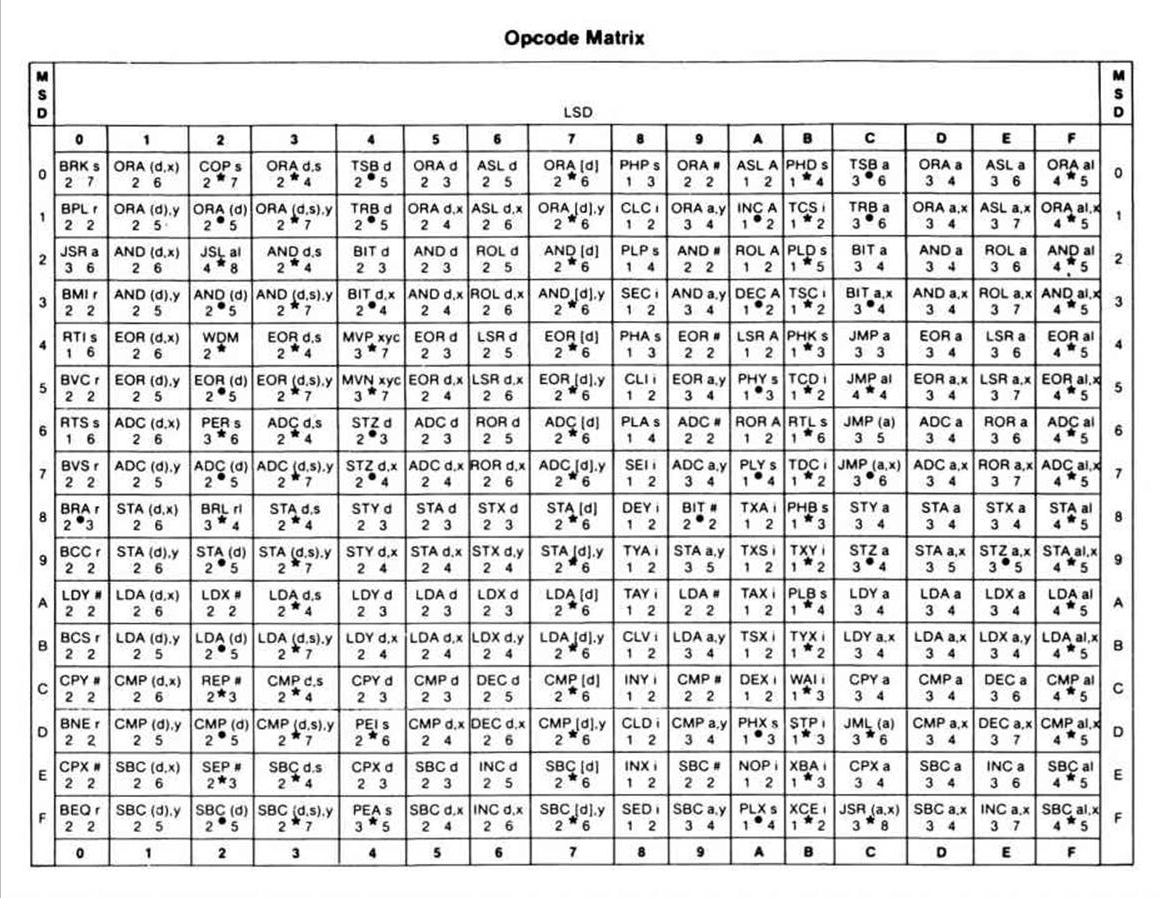 Opcode Matrix
M S D LSD M S D
0 1 2 3 4 5 6 7 8 9 A B C D E F
0 BRK s ORA (d,x) COP s ORA d,s TSB d ORA d ASL d ORA [d] PHP s ORA # ASL A PHD s TSB a ORA a ASL a ORA al 0
2 7 2 6 2★7 2★4 2●5 2 3 2 5 2★6 1 3 2 2 1 2 1★4 3●6 3 4 3 6 4★5
1 BPL r ORA (d),y ORA (d) ORA (d,s),y TRB d ORA d,x ASL d,x ORA [d],y CLC i ORA a,y INC A TCS i TRB a ORA a,x ASL a,x ORA al,x 1
2 2 2 5 2●5 2★7 2●5 2 4 2 6 2★6 1 2 3 4 1●2 1★2 3●6 3 4 3 7 4★5
2 JSR a AND (d,x) JSL al AND d,s BIT d AND d ROL d AND [d] PLP s AND # ROL A PLD s BIT a AND a ROL a AND al 2
3 6 2 6 4★8 2★4 2 3 2 3 2 5 2★6 1 4 2 2 1 2 1★5 3 4 3 4 3 6 4★5
3 BMI r AND (d),y AND (d) AND (d,s),y BIT d,x AND d,x ROL d,x AND [d],y SEC i AND a,y DEC A TSC i BIT a,x AND a,x ROL a,x AND al,x 3
2 2 2 5 2●5 2★7 2●4 2 4 2 6 2★6 1 2 3 4 1●2 1★2 3●4 3 4 3 7 4★5
4 RTI s EOR (d,x) WDM EOR d,s MVP xyc EOR d LSR d EOR [d] PHA s EOR # LSR A PHK s JMP a EOR a LSR a EOR al 4
1 6 2 6 2★ 2★4 3★7 2 3 2 5 2★6 1 3 2 2 1 2 1★3 3 3 3 4 3 6 4★5
5 BVC r EOR (d),y EOR (d) EOR (d,s),y MVN xyc EOR d,x LSR d,x EOR [d],y CLI i EOR a,y PHY s TCD i JMP al EOR a,x LSR a,x EOR al,x 5
2 2 2 5 2●5 2★7 3★7 2 4 2 6 2★6 1 2 3 4 1●3 1★2 4★4 3 4 3 7 4★5
6 RTS s ADC (d,x) PER s ADC d,s STZ d ADC d ROR d ADC [d] PLA s ADC # ROR A RTL s JMP (a) ADC a ROR a ADC al 6
1 6 2 6 3★6 2★4 2●3 2 3 2 5 2★6 1 4 2 2 1 2 1★6 3 5 3 4 3 6 4★5
7 BVS r ADC (d),y ADC (d) ADC (d,s),y STZ d,x ADC d,x ROR d,x ADC [d],y SEI i ADC a,y PLY s TDC i JMP (a,x) ADC a,x ROR a,x ADC al,x 7
2 2 2 5 2●5 2★7 2●4 2 4 2 6 2★6 1 2 3 4 1●4 1★2 3●6 3 4 3 7 4★5
8 BRA r STA (d,x) BRL rl STA d,s STY d STA d STX d STA [d] DEY i BIT # TXA i PHB s STY a STA a STX a STA al 8
2●3 2 6 3★4 2★4 2 3 2 3 2 3 2★6 1 2 2●2 1 2 1★3 3 4 3 4 3 4 4★5
9 BCC r STA (d),y STA (d) STA (d,s),y STY d,x STA d,x STX d,y STA [d],y TYA i STA a,y TXS i TXY i STZ a STA a,x STZ a,x STA al,x 9
2 2 2 6 2●5 2★7 2 4 2 4 2 4 2★6 1 2 3 5 1 2 1★2 3●4 3 5 3●5 4★5
A LDY # LDA (d,x) LDX # LDA d,s LDY d LDA d LDX d LDA [d] TAY i LDA # TAX i PLB s LDY a LDA a LDX a LDA al A
2 2 2 6 2 2 2★4 2 3 2 3 2 3 2★6 1 2 2 2 1 2 1★4 3 4 3 4 3 4 4★5
B BCS r LDA (d),y LDA (d) LDA (d,s),y LDY d,x LDA d,x LDX d,y LDA [d],y CLV i LDA a,y TSX i TYX i LDY a,x LDA a,x LDX a,y LDA al,x B
2 2 2 5 2●5 2★7 2 4 2 4 2 4 2★6 1 2 3 4 1 2 1★2 3 4 3 4 3 4 4★5
C CPY # CMP (d,x) REP # CMP d,s CPY d CMP d DEC d CMP [d] INY i CMP # DEX i WAI i CPY a CMP a DEC a CMP al C
2 2 2 6 2★3 2★4 2 3 2 3 2 5 2★6 1 2 2 2 1 2 1★3 3 4 3 4 3 6 4★5
D BNE r CMP (d),y CMP (d) CMP (d,s),y PEI s CMP d,x DEC d,x CMP [d],y CLD i CMP a,y PHX s STP i JML (a) CMP a,x DEC a,x CMP al,x D
2 2 2 5 2●5 2★7 2★6 2 4 2 6 2★6 1 2 3 4 1●3 1★3 3★6 3 4 3 7 4★5
E CPX # SBC (d,x) SEP # SBC d,s CPX d SBC d INC d SBC [d] INX i SBC # NOP i XBA i CPX a SBC a INC a SBC al E
2 2 2 6 2★3 2★4 2 3 2 3 2 5 2★6 1 2 2 2 1 2 1★3 3 4 3 4 3 6 4★5
F BEQ r SBC (d),y SBC (d) SBC (d,s),y PEA s SBC d,x INC d,x SBC [d],y SED i SBC a,y PLX s XCE i JSR (a,x) SBC a,x INC a,x SBC al,x F
2 2 2 5 2●5 2★7 3★5 2 4 2 6 2★6 1 2 3 4 1●4 1★2 3★8 3 4 3 7 4★5
0 1 2 3 4 5 6 7 8 9 A B C D E F